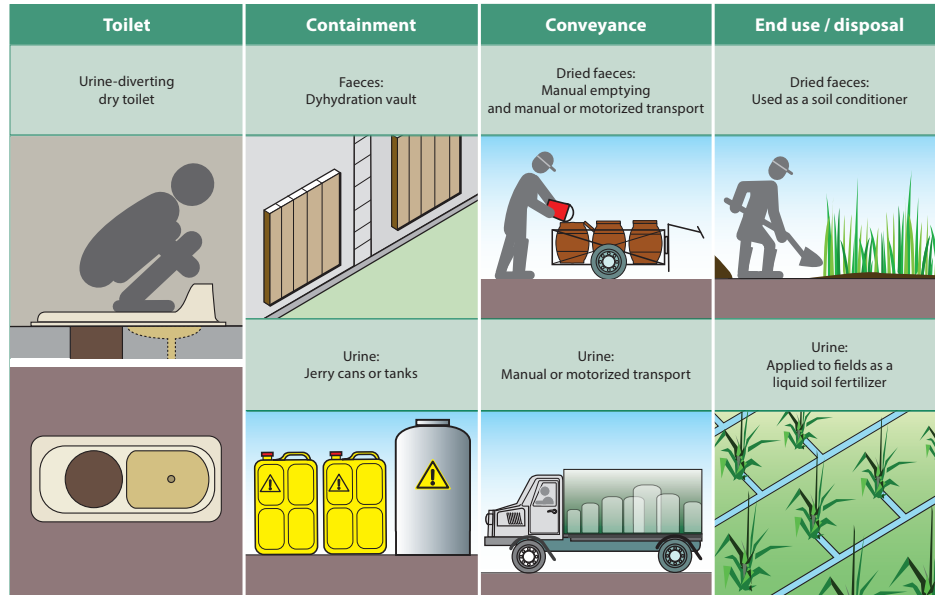 Toilet
Containment
Conveyance
End use / disposal
Urine-diverting
dry toilet
Faeces:
Dyhydration vault
Dried faeces:
Manual emptying
and manual or motorized transport
Dried faeces:
Used as a soil conditioner
Urine:
Jerry cans or tanks
Urine:
Manual or motorized transport
Urine:
Applied to fields as a
liquid soil fertilizer